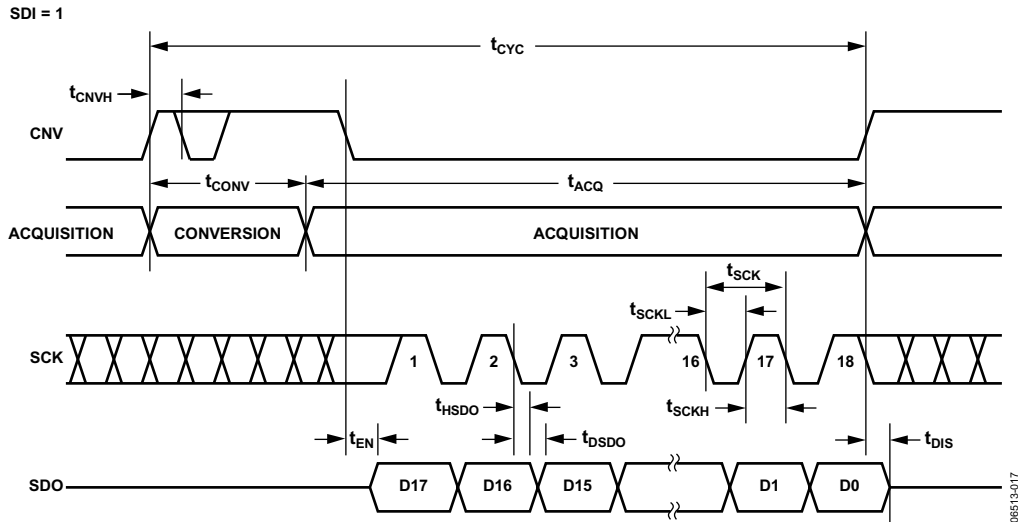 SDI = 1
tCYC
tCNVH
CNV
tCONV
tACQ
ACQUISITION CONVERSION ACQUISITION
tSCK
tSCKL
SCK 1 2 3 16 17 18
tHSDO tSCKH
tEN tDSDO tDIS
SDO D17 D16 D15 D1 D0
06513-017